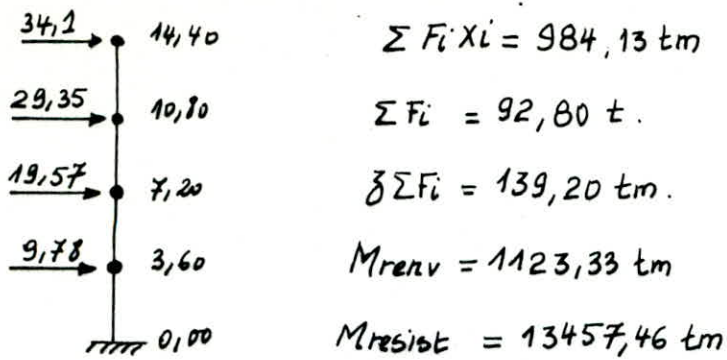 34,1 14,40
29,35 10,80
19,57 7,20
9,78 3,60
0,00
Σ Fi Xi = 984,13 tm
Σ Fi = 92,80 t.
ȝ Σ Fi = 139,20 tm.
Mrenv = 1123,33 tm
Mresist = 13457,46 tm